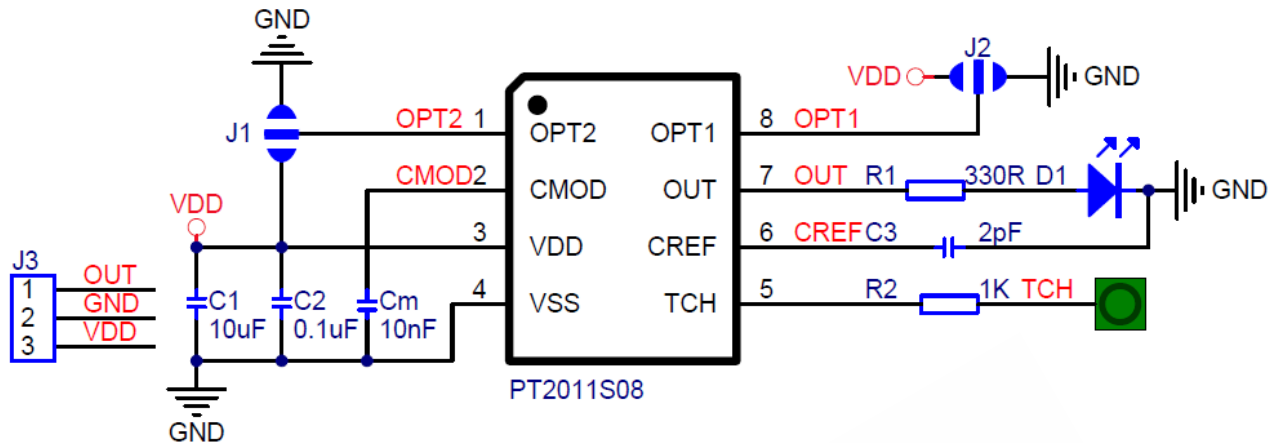 GND
J2
VDD
GND
J1
OPT2 1
OPT2
OPT1
8 OPT1
CMOD 2
CMOD
OUT
7 OUT R1 330R D1
GND
VDD
3
VDD
CREF
6 CREF C3 2pF
J3
1 OUT
2 GND
3 VDD
C1
10uF
C2
0.1uF
Cm
10nF
4
VSS
TCH
5 R2 1K TCH
PT2011S08
GND